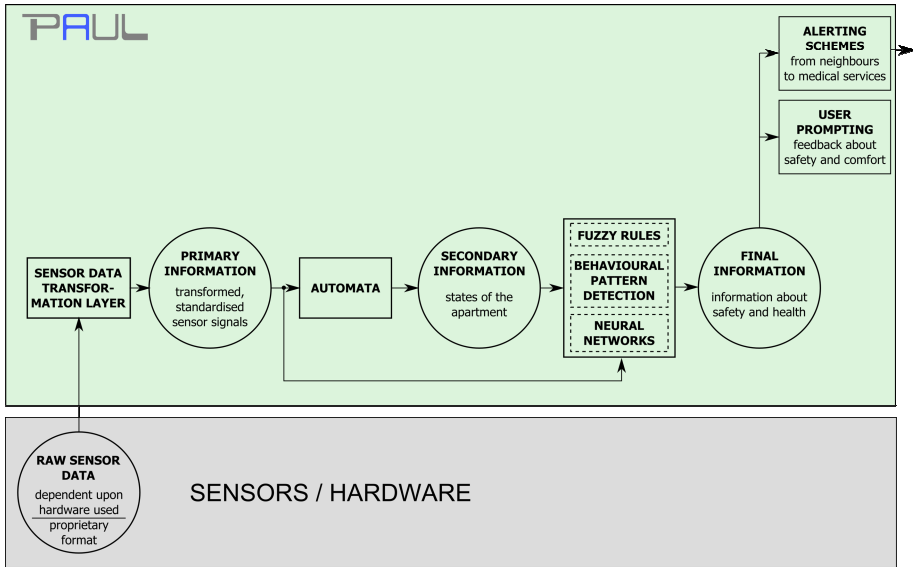 PAUL
ALERTING
SCHEMES
from neighbours
to medical services
USER
PROMPTING
feedback about
safety and comfort
SENSOR DATA
TRANSFOR-
MATION LAYER
PRIMARY
INFORMATION
transformed,
standardised
sensor signals
AUTOMATA
SECONDARY
INFORMATION
states of the
apartment
FUZZY RULES
BEHAVIOURAL
PATTERN
DETECTION
NEURAL
NETWORKS
FINAL
INFORMATION
information about
safety and health
RAW SENSOR
DATA
dependent upon
hardware used
proprietary
format
SENSORS / HARDWARE